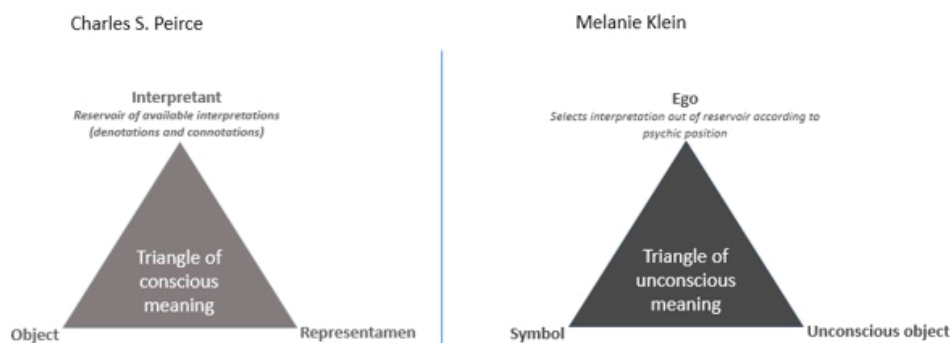 Charles S. Peirce
Interpretant
Reservoir of available interpretations
(denotations and connotations)
Triangle of
conscious
meaning
Object
Representamen
Melanie Klein
Ego
Selects interpretation out of reservoir according to
psychic position
Triangle of
unconscious
meaning
Symbol
Unconscious object